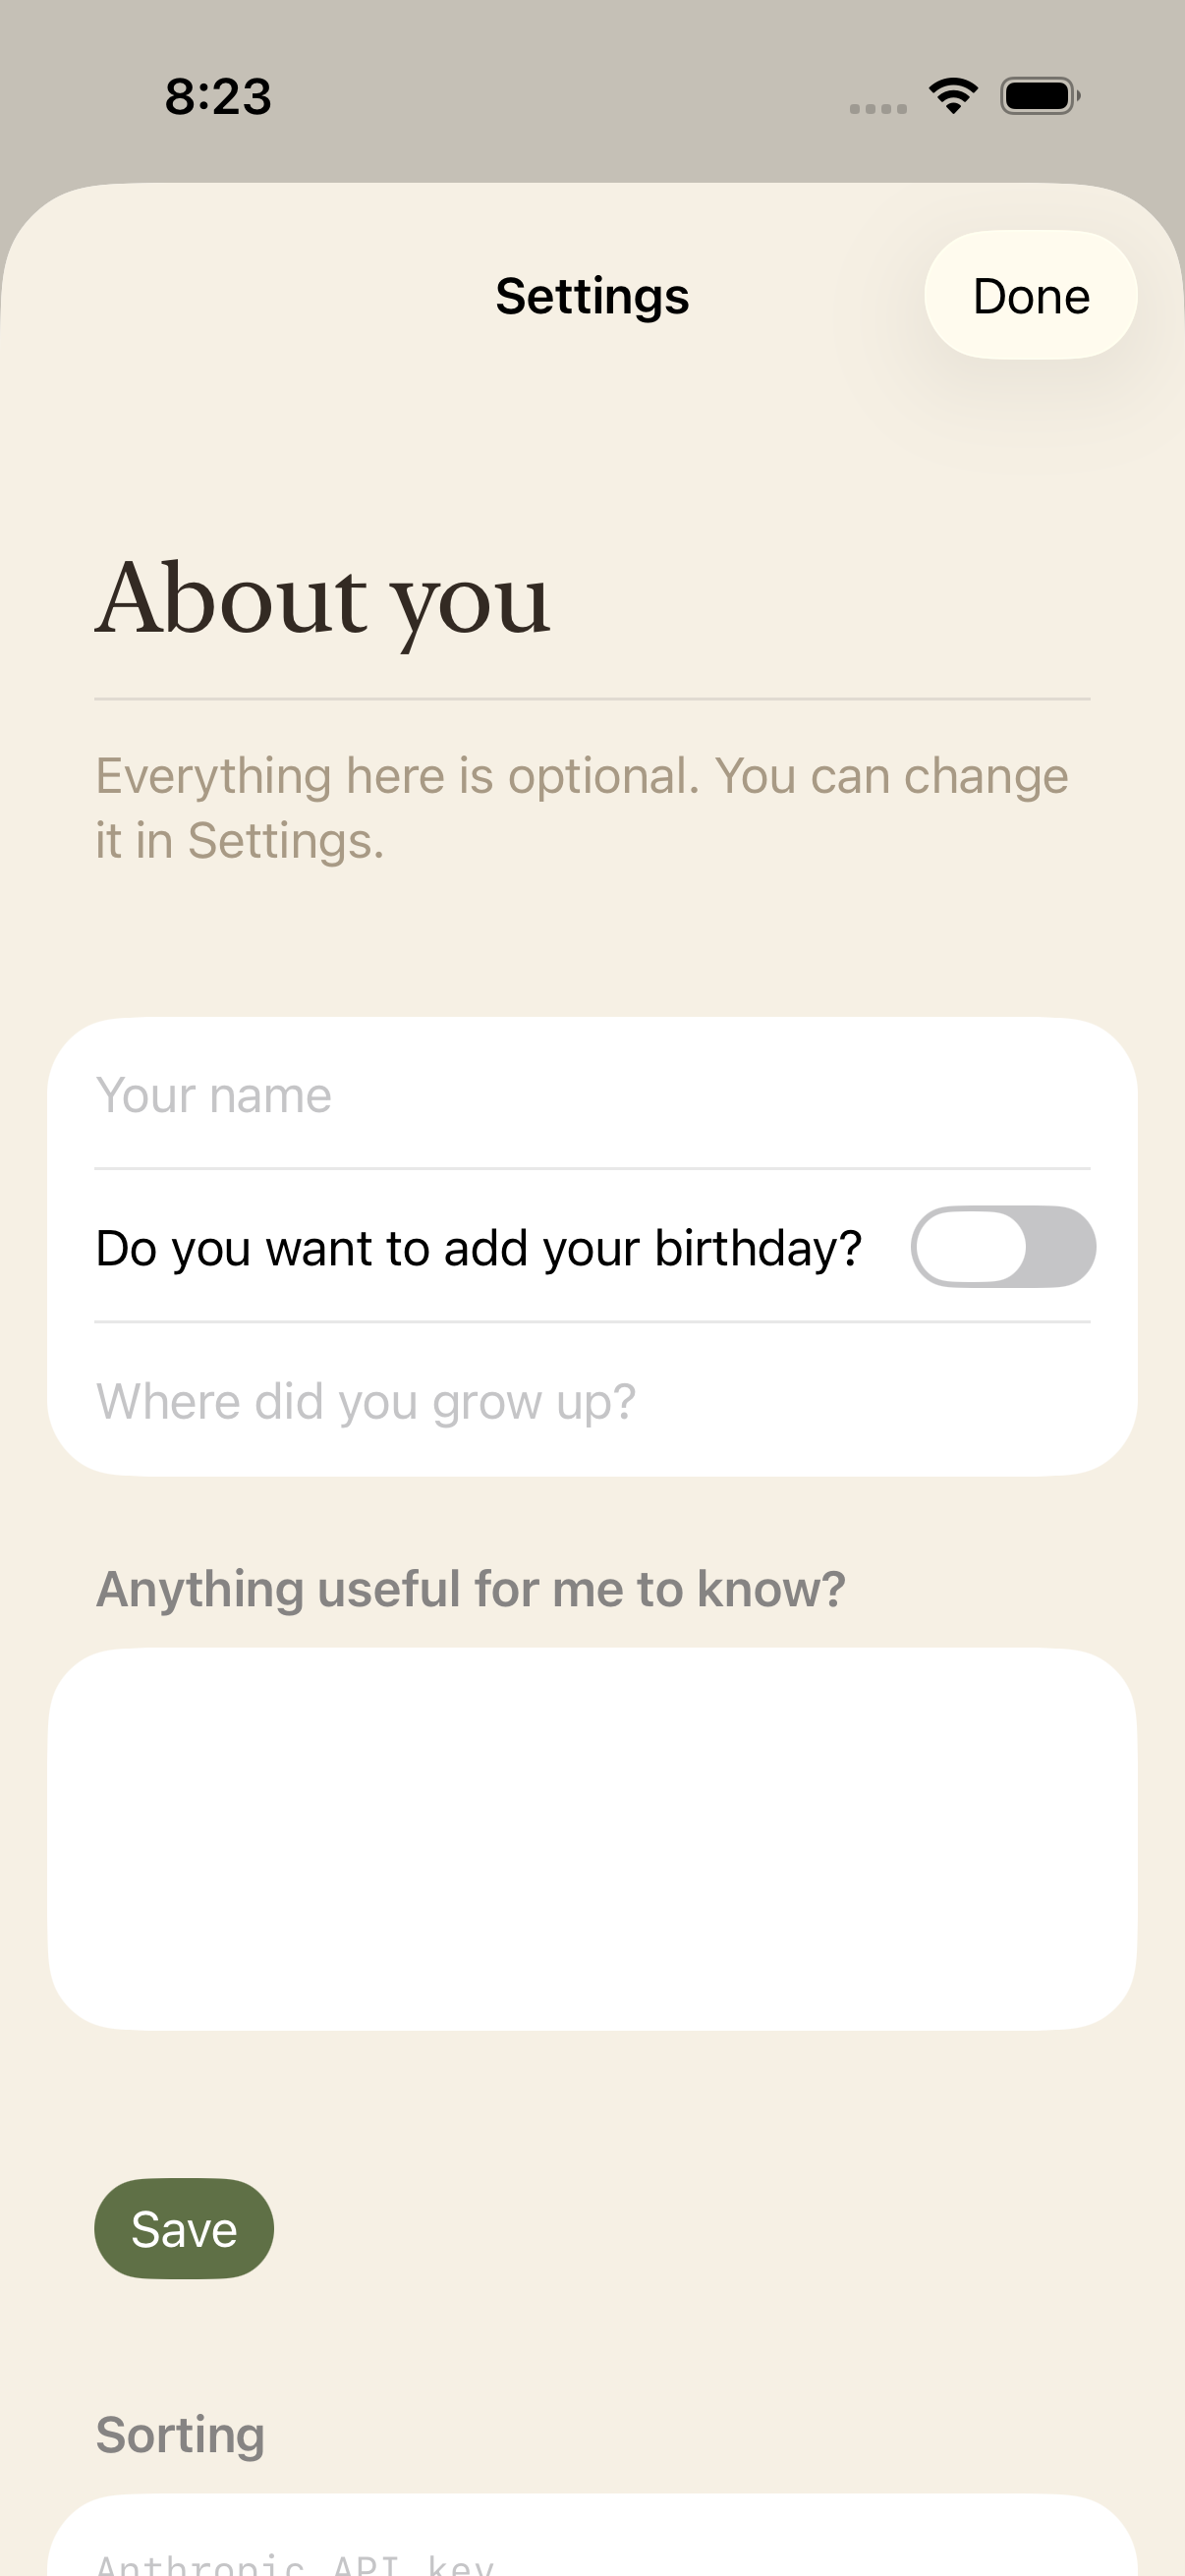 8:23
Settings
Done
About you
Everything here is optional. You can change
it in Settings.
Your name
Do you want to add your birthday?
Where did you grow up?
Anything useful for me to know?
Save
Sorting
Anthropic API key